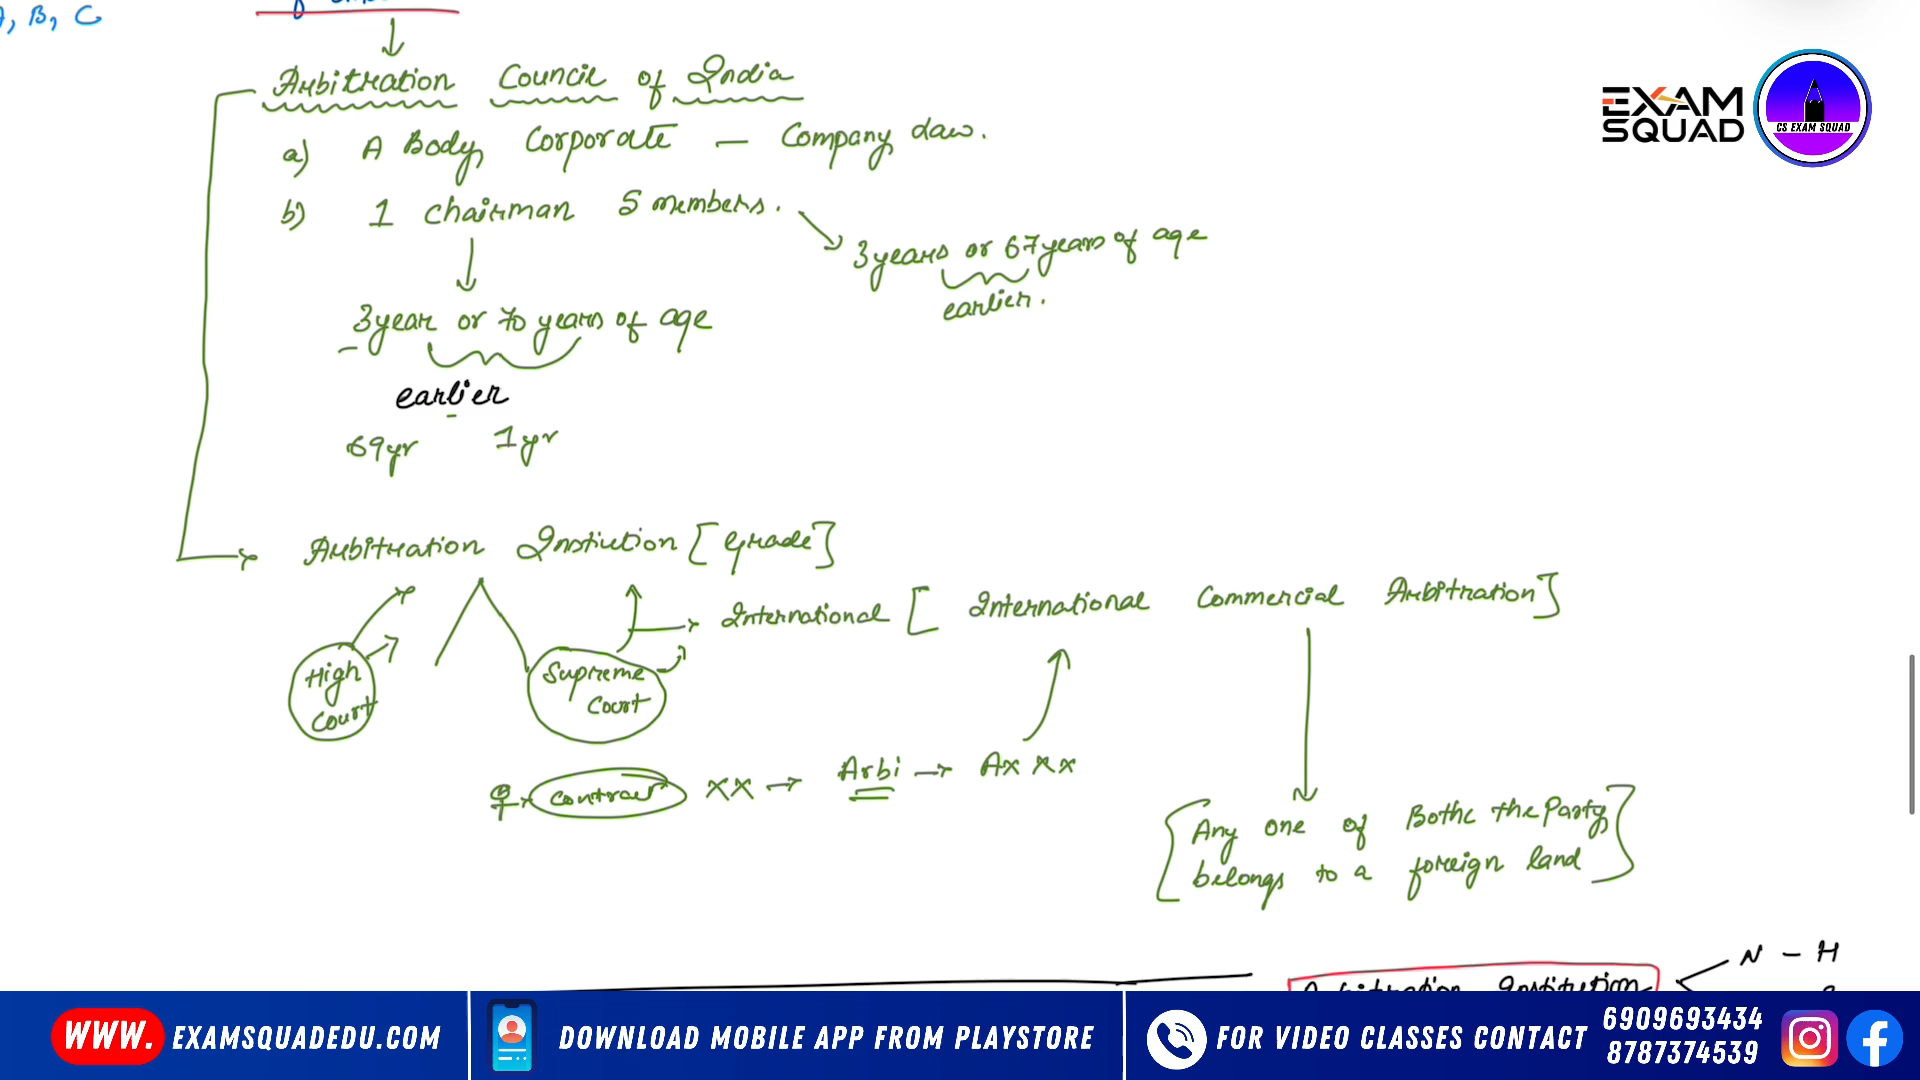 B, C
Arbitration Council of India
a) A Body Corporate – Company Law.
b) 1 Chairman 5 members.
3 years or 67 years of age
earlier.
3 year or 70 years of age
earlier
69 yr 1 yr
Arbitration Instiution [Grade]
International [International Commercial Arbitration]
High Court
Supreme Court
Contract xx → Arbi → Ax xx
[Any one of Bothe the Party
belongs to a foreign land]
N – H
Arbitration Institution
EXAM SQUAD
CS EXAM SQUAD
WWW. EXAMSQUADEDU.COM
DOWNLOAD MOBILE APP FROM PLAYSTORE
FOR VIDEO CLASSES CONTACT
6909693434
8787374539